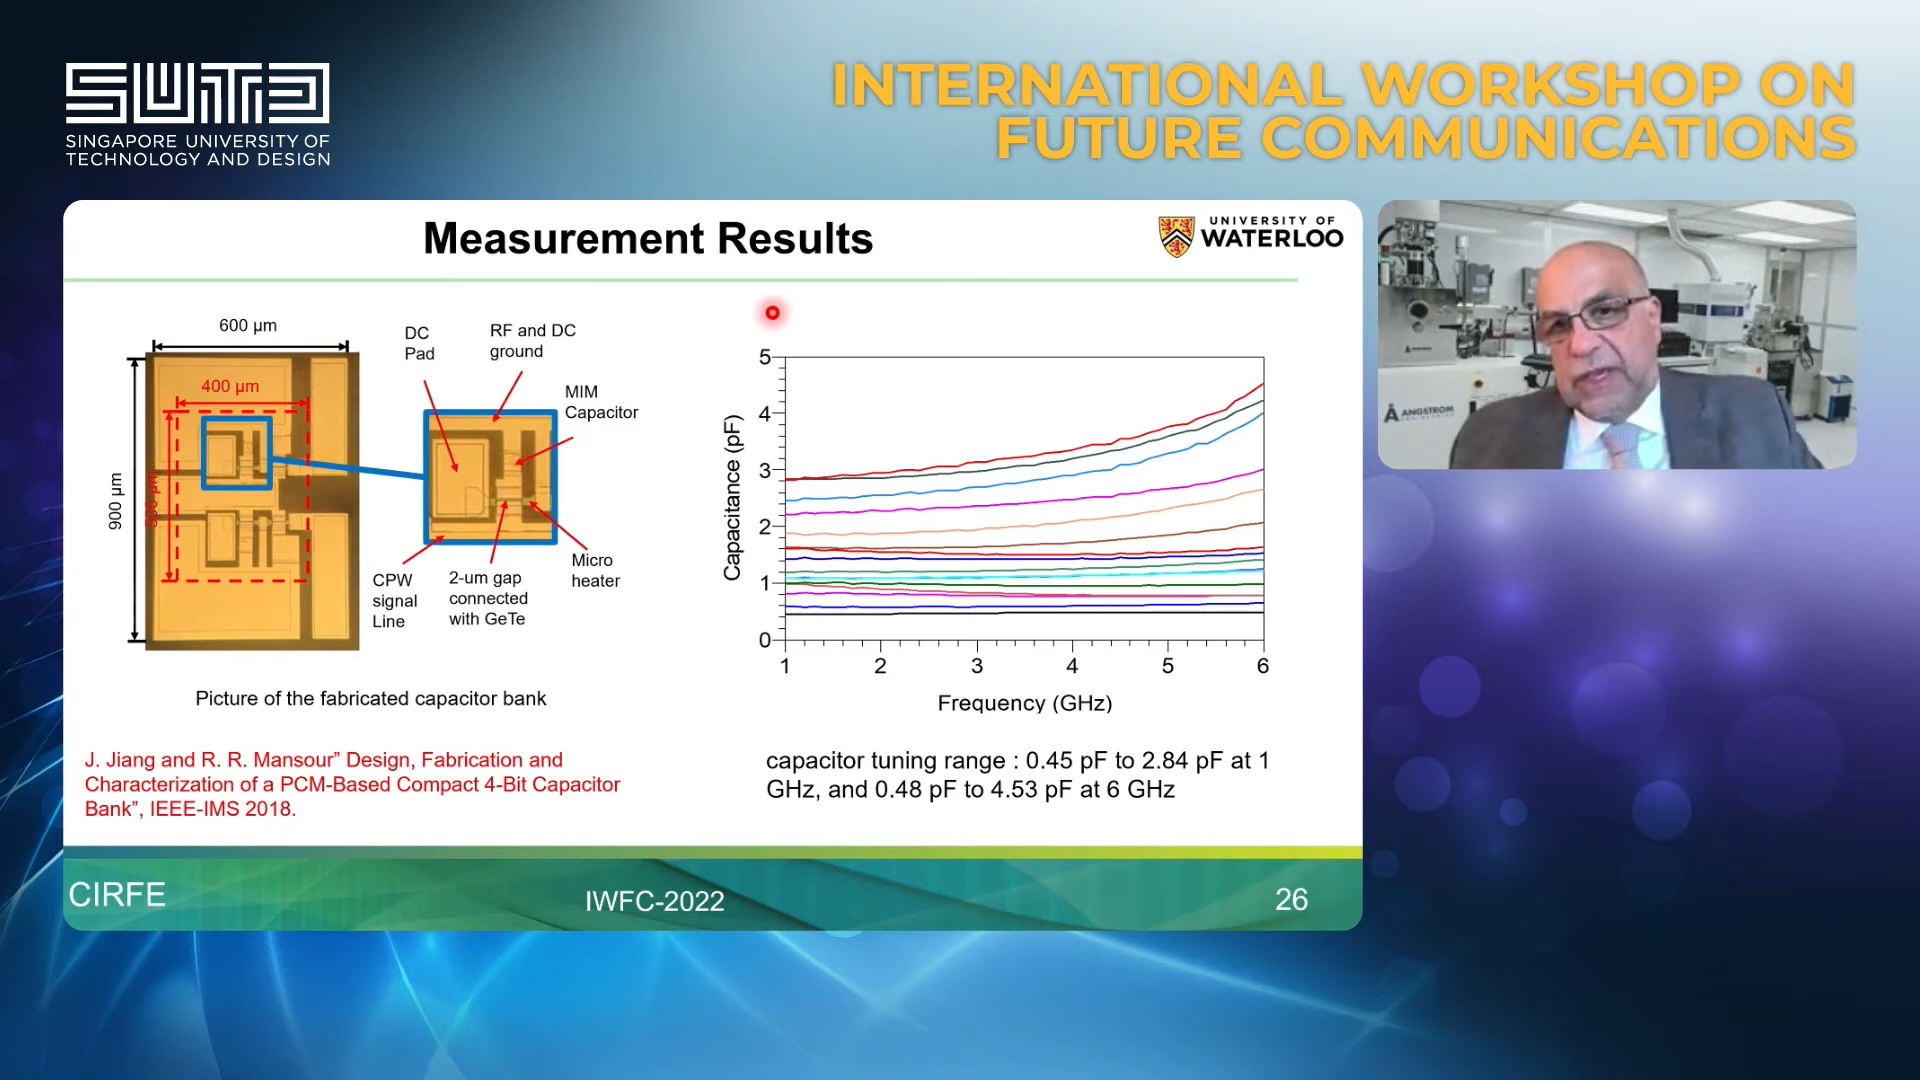 SUTD
SINGAPORE UNIVERSITY OF
TECHNOLOGY AND DESIGN
INTERNATIONAL WORKSHOP ON
FUTURE COMMUNICATIONS
Measurement Results
UNIVERSITY OF
WATERLOO
600 µm
400 µm
900 µm
DC
Pad
RF and DC
ground
MIM
Capacitor
CPW
signal
Line
2-um gap
connected
with GeTe
Micro
heater
Picture of the fabricated capacitor bank
J. Jiang and R. R. Mansour” Design, Fabrication and
Characterization of a PCM-Based Compact 4-Bit Capacitor
Bank”, IEEE-IMS 2018.
Capacitance (pF)
5
4
3
2
1
0
1 2 3 4 5 6
Frequency (GHz)
capacitor tuning range : 0.45 pF to 2.84 pF at 1
GHz, and 0.48 pF to 4.53 pF at 6 GHz
CIRFE
IWFC-2022
26
ANGSTROM